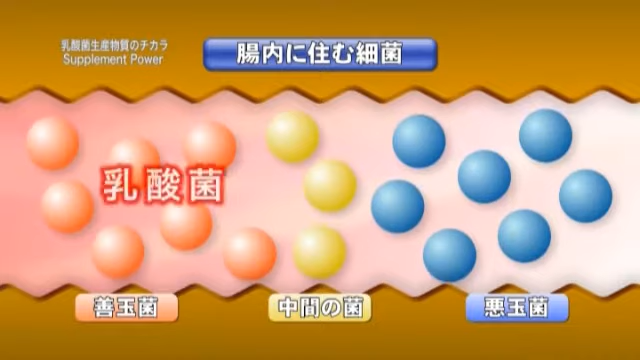 乳酸菌生産物質のチカラ
Supplement Power
腸内に住む細菌
乳酸菌
善玉菌
中間の菌
悪玉菌